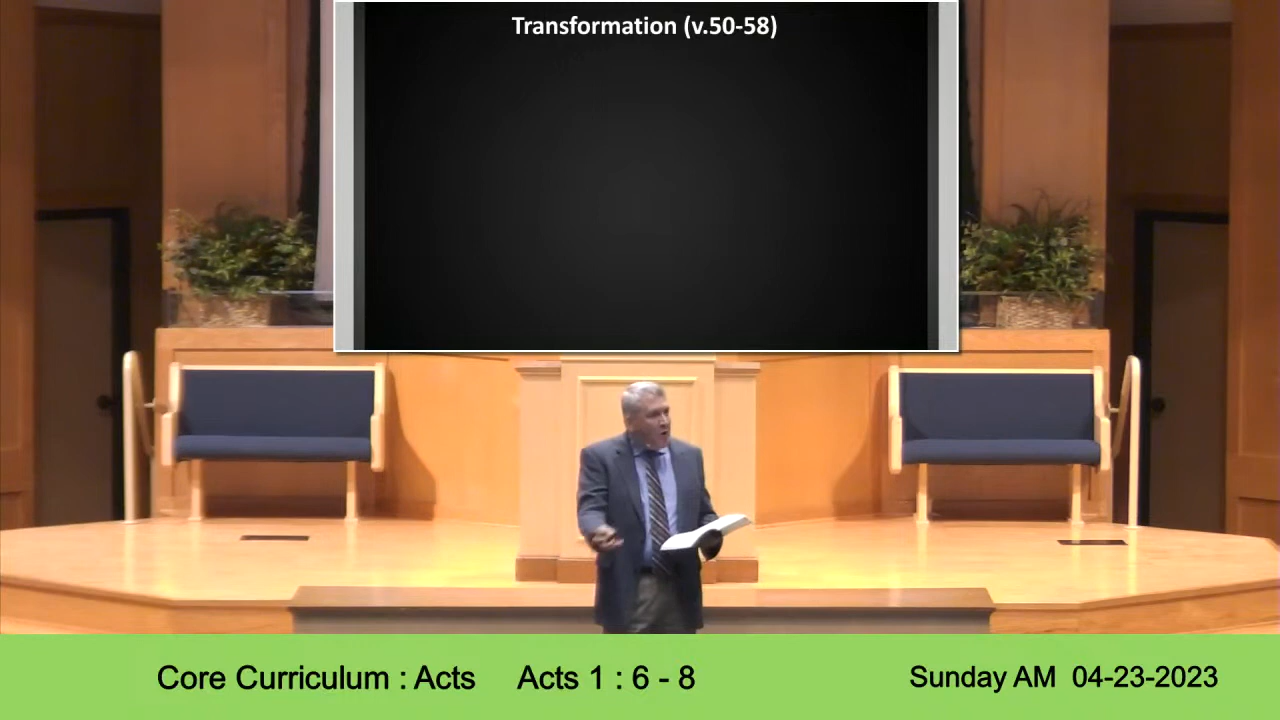 Transformation (v.50-58)
Core Curriculum : Acts Acts 1 : 6 - 8 Sunday AM 04-23-2023